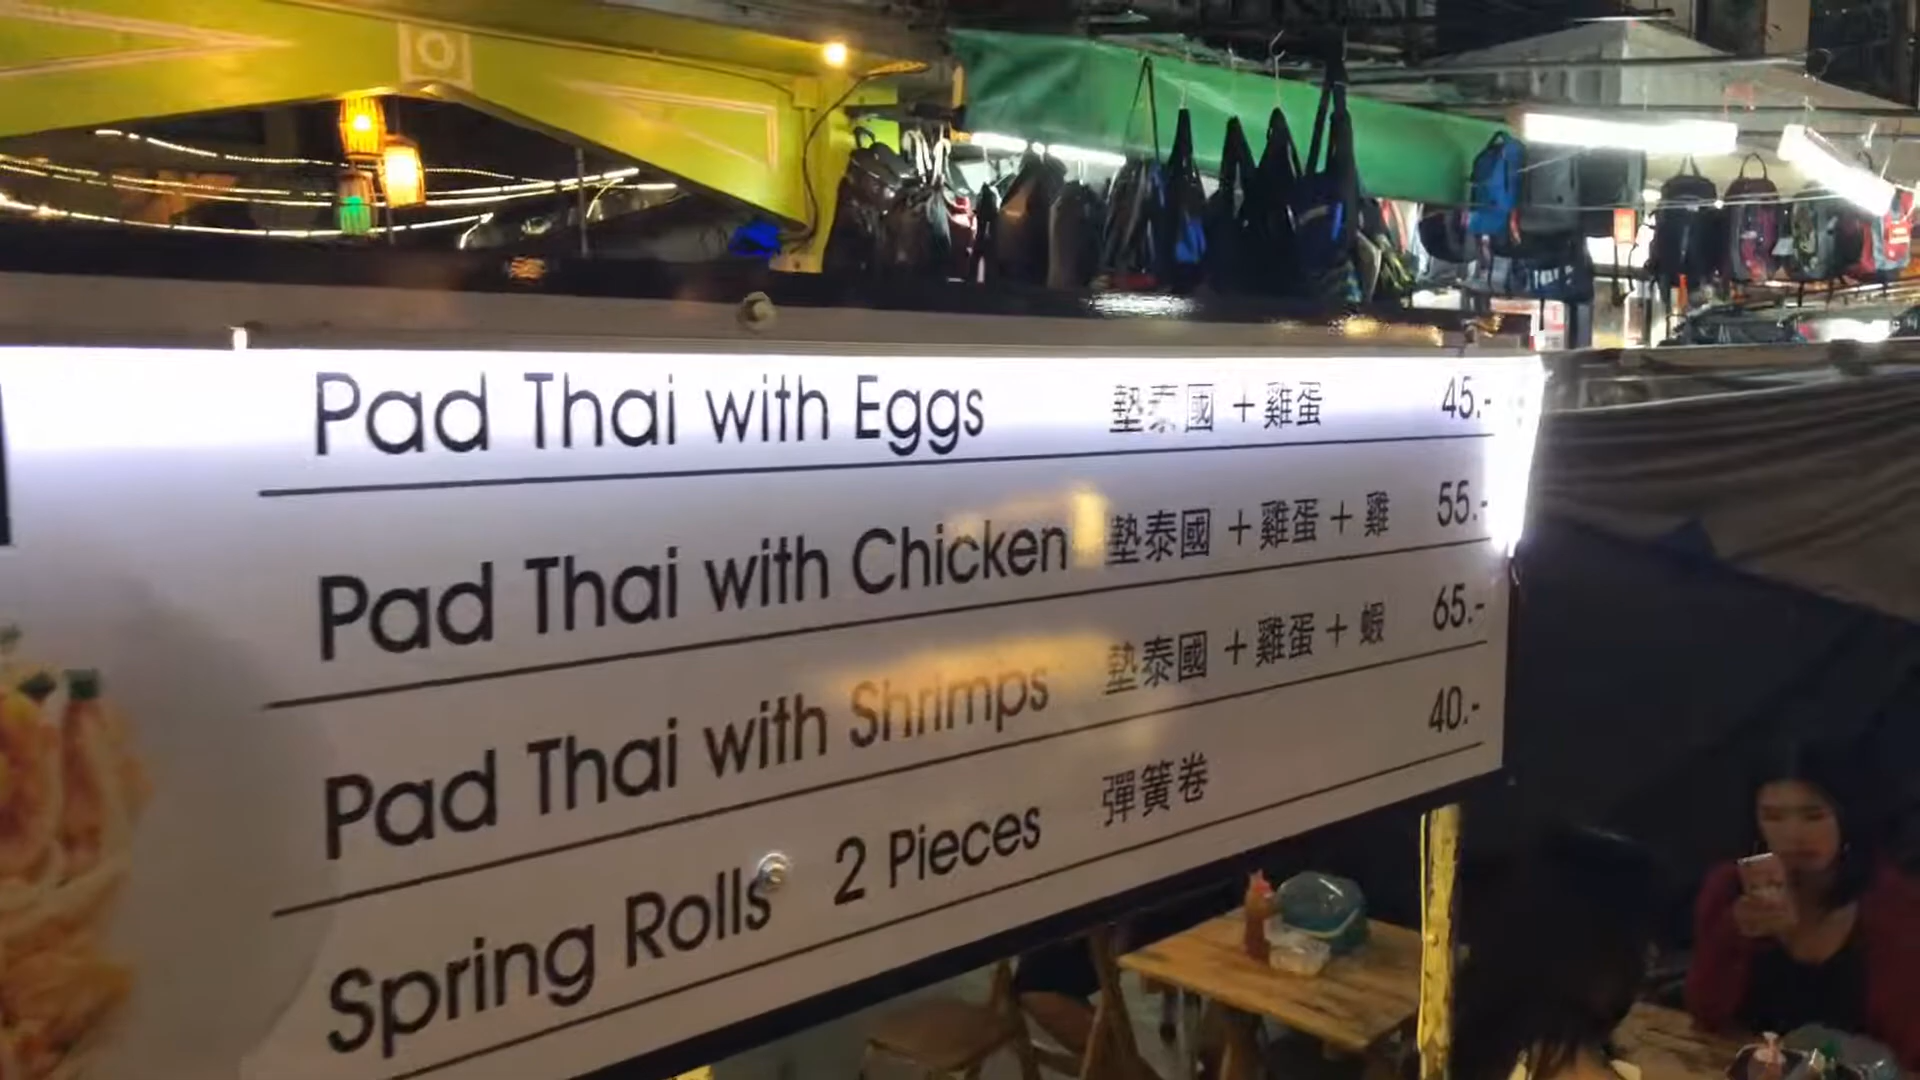 Pad Thai with Eggs 墊泰國 + 雞蛋 45.-
Pad Thai with Chicken 墊泰國 + 雞蛋 + 雞 55.-
Pad Thai with Shrimps 墊泰國 + 雞蛋 + 蝦 65.-
Spring Rolls 2 Pieces 彈簧卷 40.-